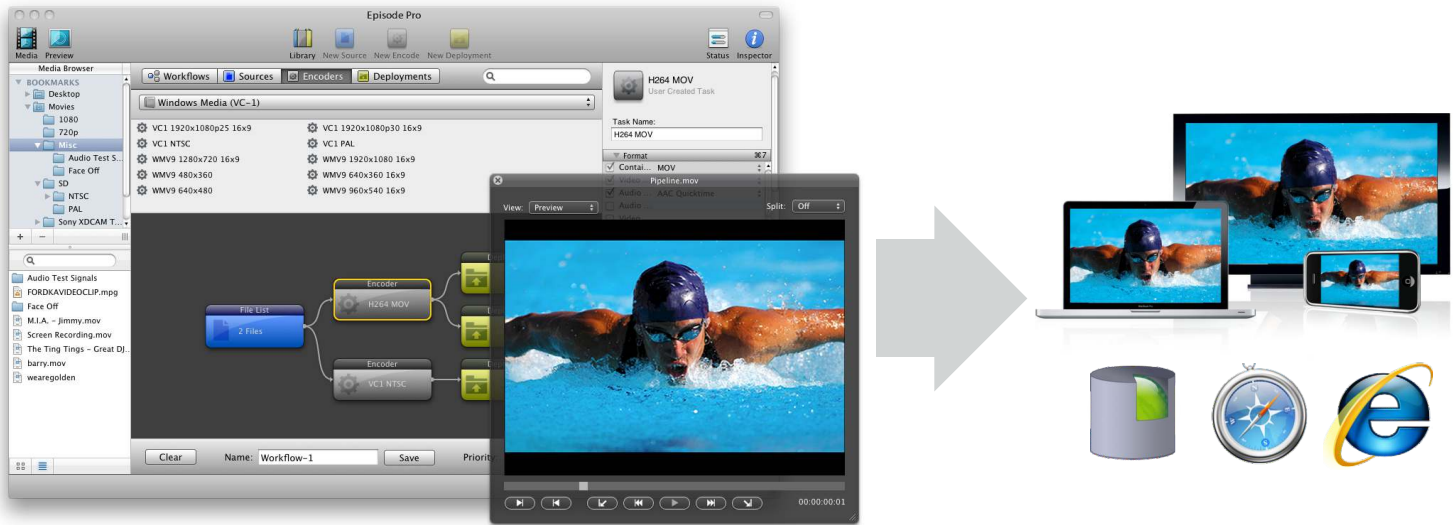 Episode Pro
Media Preview
Library New Source New Encode New Deployment
Status Inspector
Media Browser
BOOKMARKS
Desktop
Movies
1080
720p
Misc
Audio Test S...
Face Off
SD
NTSC
PAL
Sony XDCAM T...
Audio Test Signals
FORDKAVIDEOCLIP.mpg
Face Off
M.I.A. - Jimmy.mov
Screen Recording.mov
The Ting Tings - Great DJ...
barry.mov
wearegolden
Workflows Sources Encoders Deployments
Windows Media (VC-1)
VC1 1920x1080p25 16x9 VC1 1920x1080p30 16x9
VC1 NTSC VC1 PAL
WMV9 1280x720 16x9 WMV9 1920x1080 16x9
WMV9 480x360 WMV9 640x360 16x9
WMV9 640x480 WMV9 960x540 16x9
H264 MOV
User Created Task
Task Name:
H264 MOV
Format ⌘7
Contai... MOV
Video
Audio AAC Quicktime
Audio
Video
File List
2 Files
Encoder
H264 MOV
Encoder
VC1 NTSC
Clear Name: Workflow-1 Save Priority:
Pipeline.mov
View: Preview Split: Off
00:00:00:01